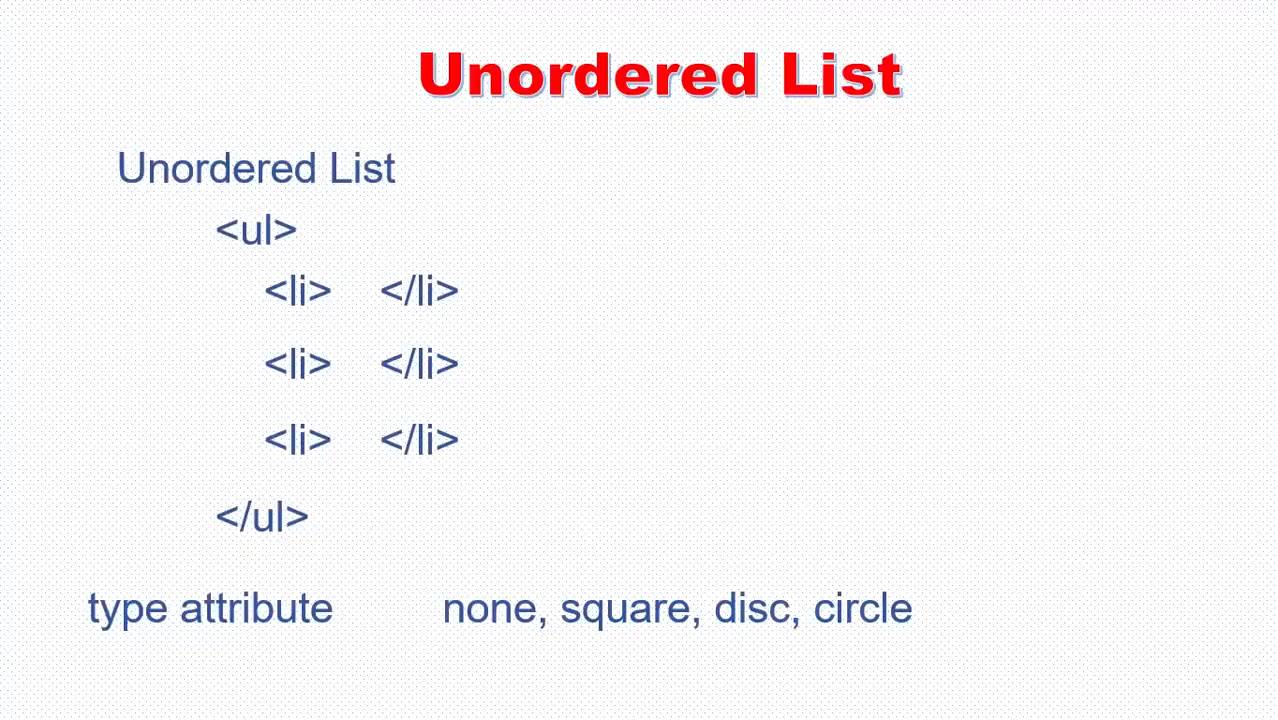 Unordered List
Unordered List
<ul>
<li> </li>
<li> </li>
<li> </li>
</ul>
type attribute none, square, disc, circle